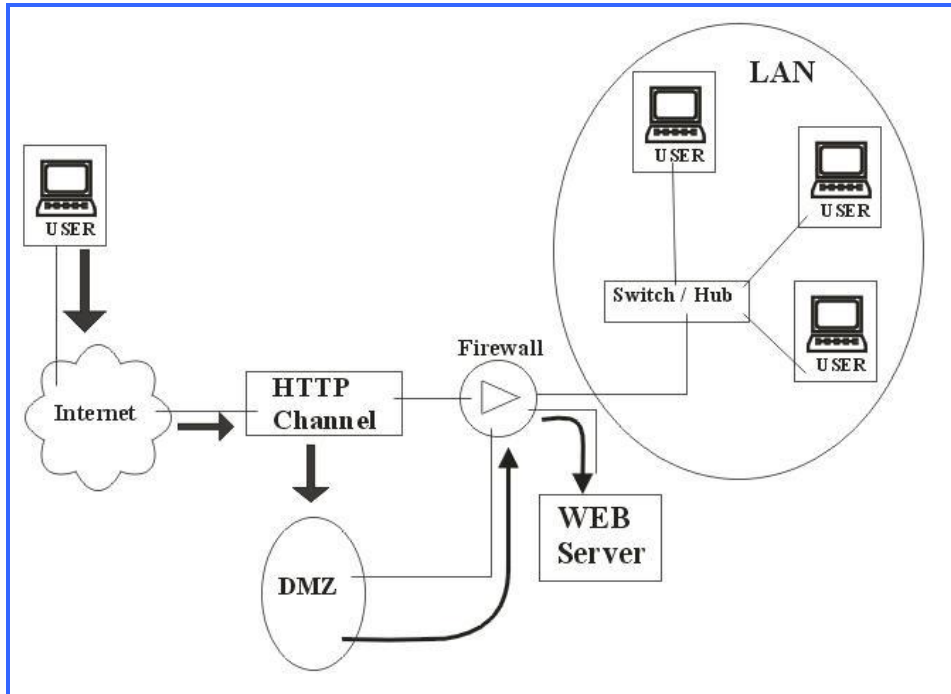 LAN
USER
USER
USER
Switch / Hub
USER
Firewall
Internet
HTTP
Channel
WEB
Server
DMZ